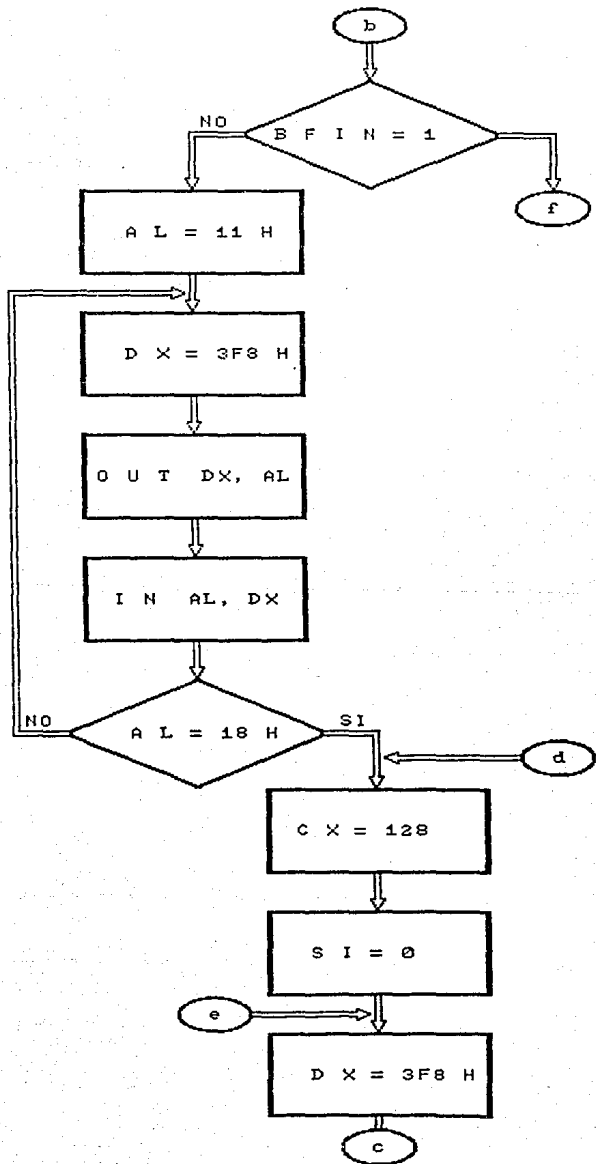 b
B F I N = 1
NO
f
A L = 11 H
D X = 3F8 H
O U T DX, AL
I N AL, DX
A L = 18 H
NO
SI
d
C X = 128
S I = 0
e
D X = 3F8 H
c